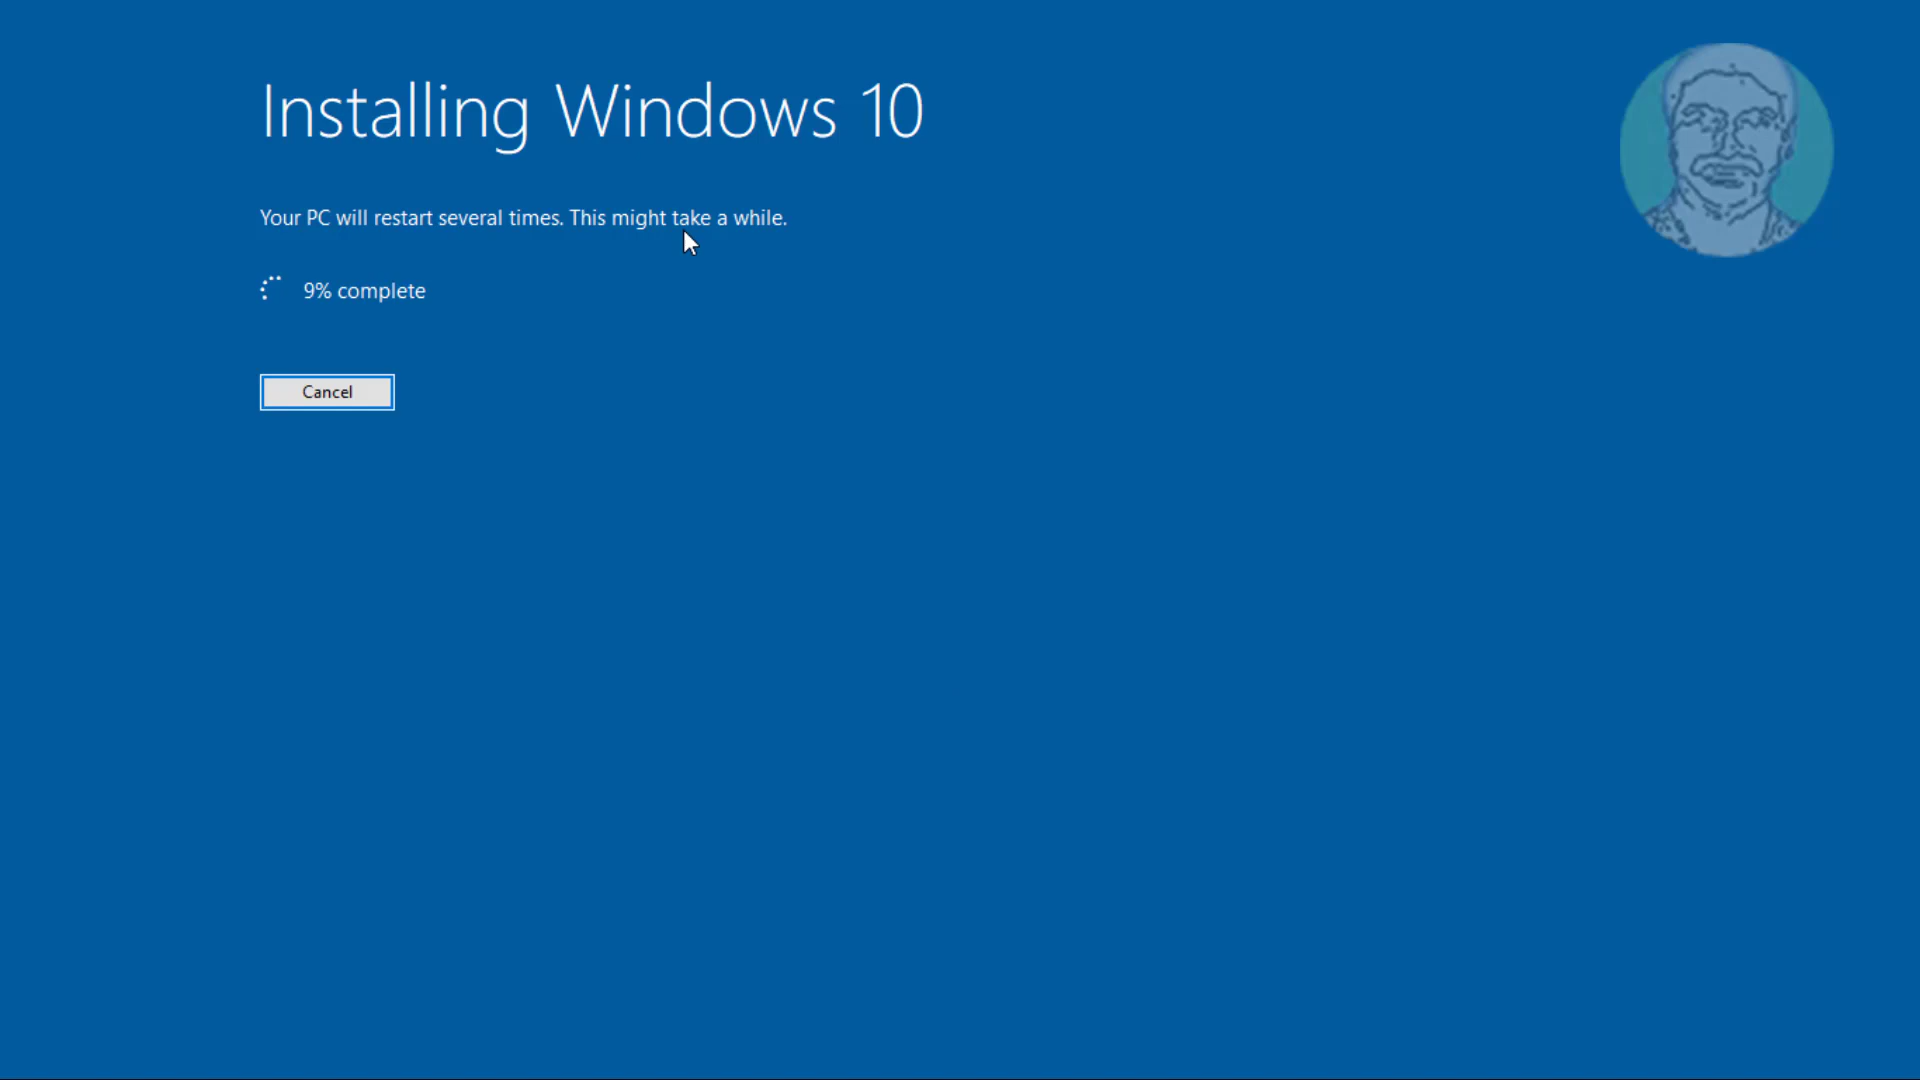 Installing Windows 10
Your PC will restart several times. This might take a while.
9% complete
Cancel